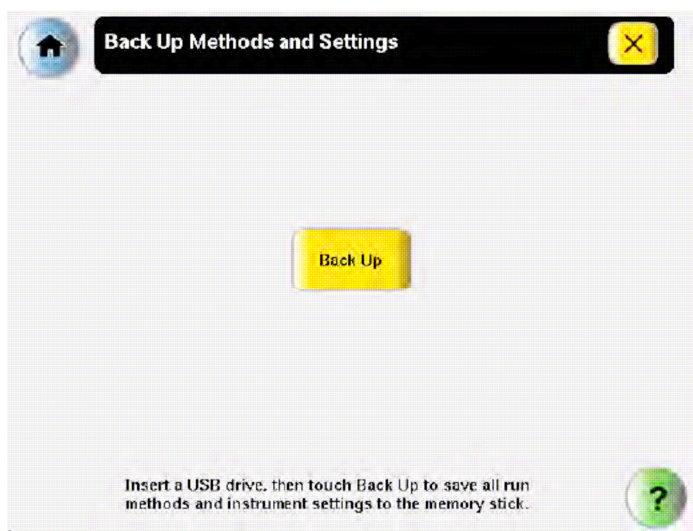 Back Up Methods and Settings
Back Up
Insert a USB drive, then touch Back Up to save all run
methods and instrument settings to the memory stick.
?